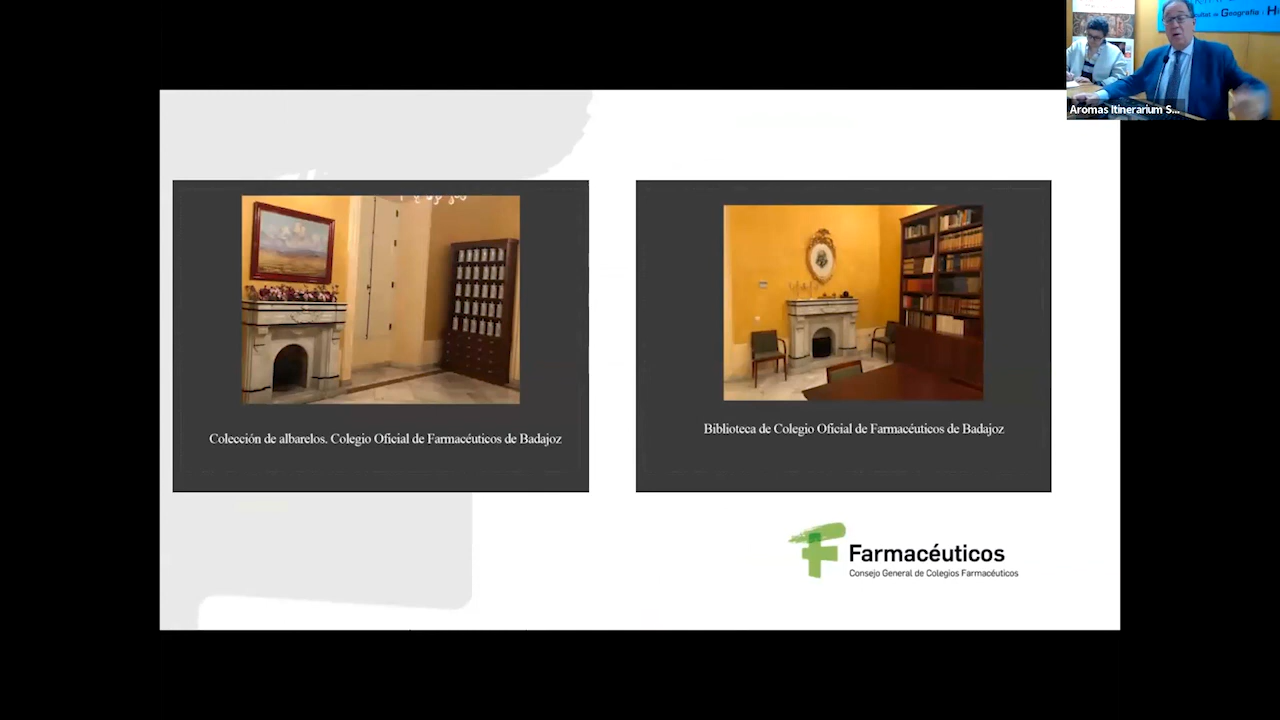 Geografia i H
Aromas Itinerarium S...
Colección de albarelos. Colegio Oficial de Farmacéuticos de Badajoz
Biblioteca de Colegio Oficial de Farmacéuticos de Badajoz
Farmacéuticos
Consejo General de Colegios Farmacéuticos